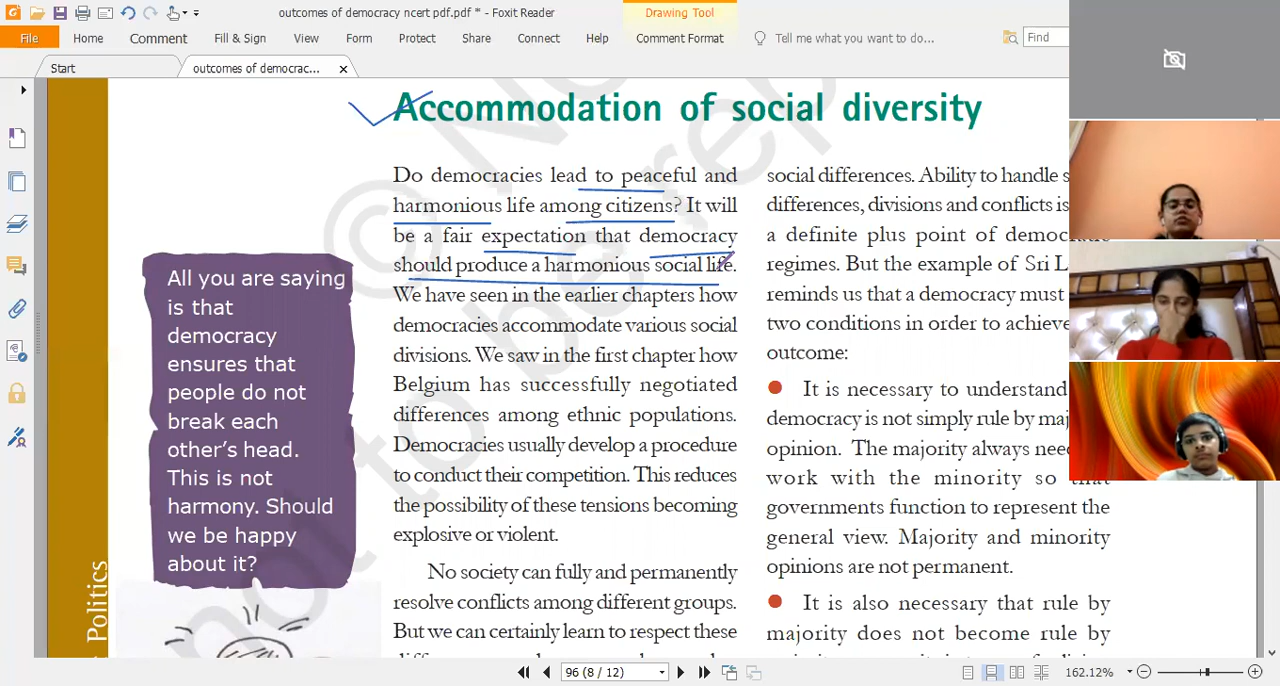 outcomes of democracy ncert pdf.pdf * - Foxit Reader
Drawing Tool
File Home Comment Fill & Sign View Form Protect Share Connect Help Comment Format Tell me what you want to do... Find
Start outcomes of democrac...
Accommodation of social diversity
Do democracies lead to peaceful and
harmonious life among citizens? It will
be a fair expectation that democracy
should produce a harmonious social life.
We have seen in the earlier chapters how
democracies accommodate various social
divisions. We saw in the first chapter how
Belgium has successfully negotiated
differences among ethnic populations.
Democracies usually develop a procedure
to conduct their competition. This reduces
the possibility of these tensions becoming
explosive or violent.
No society can fully and permanently
resolve conflicts among different groups.
But we can certainly learn to respect these
social differences. Ability to handle s
differences, divisions and conflicts is
a definite plus point of democratic
regimes. But the example of Sri L
reminds us that a democracy must
two conditions in order to achieve
outcome:
It is necessary to understand
democracy is not simply rule by maj
opinion. The majority always nee
work with the minority so that
governments function to represent the
general view. Majority and minority
opinions are not permanent.
It is also necessary that rule by
majority does not become rule by
All you are saying
is that
democracy
ensures that
people do not
break each
other's head.
This is not
harmony. Should
we be happy
about it?
Politics
© N
not to be rep
96 (8 / 12)
162.12%